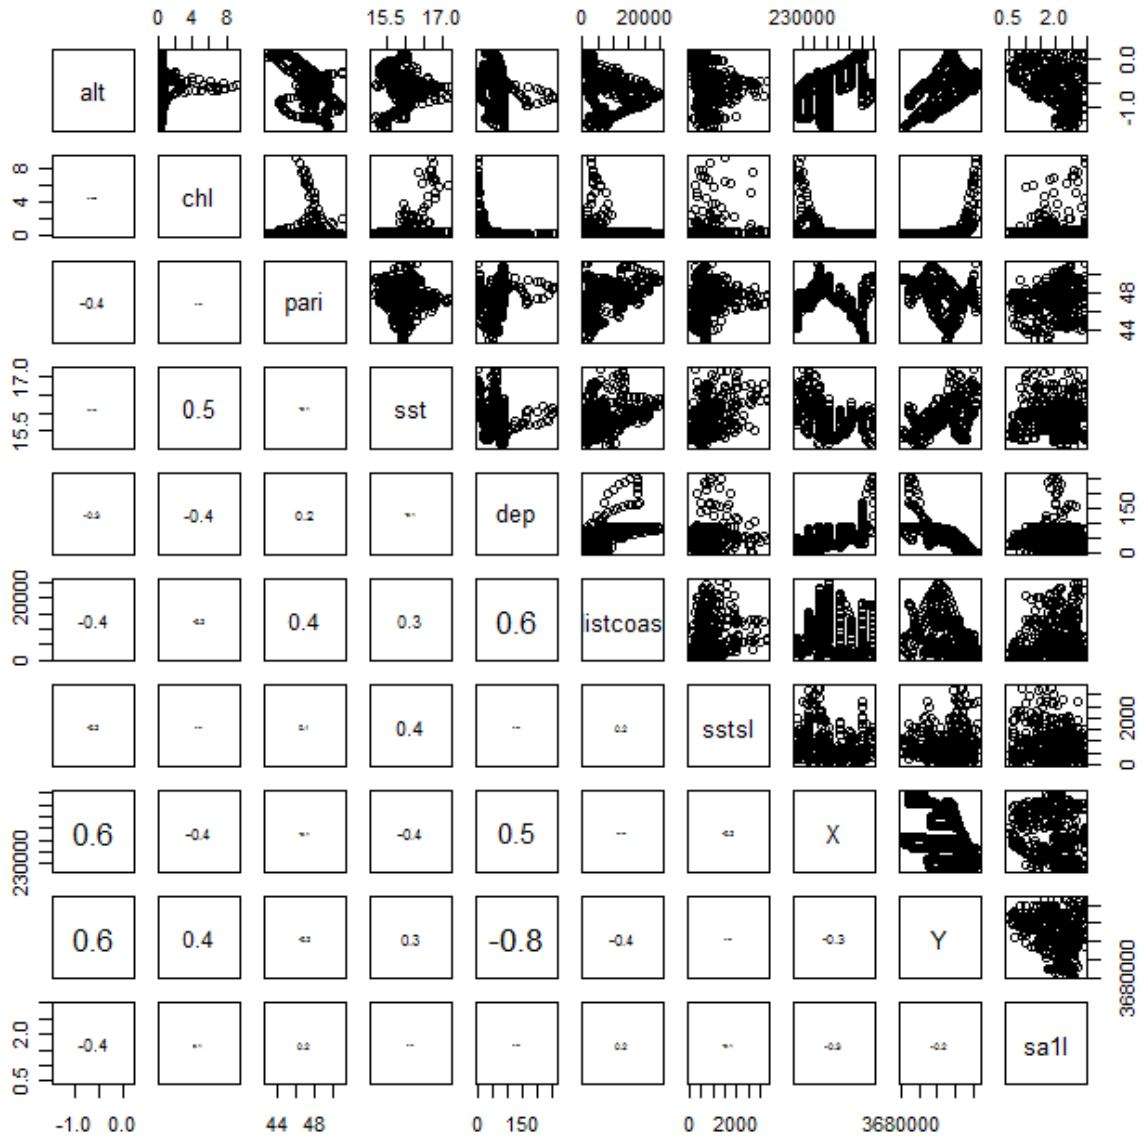 0 4 8 15.5 17.0 0 20000 230000 0.5 2.0
alt 0.0 -1.0
8 4 0 chl
-0.4 pari 48 44
17.0 15.5 0.5 sst
-0.4 0.2 dep 150 0
20000 0 -0.4 0.4 0.3 0.6 istcoas
0.4 0.2 sstsl 2000 0
230000 0.6 -0.4 -0.4 0.5 X
0.6 0.4 0.3 -0.8 -0.4 -0.3 Y 3680000
2.0 0.5 -0.4 0.2 0.2 -0.3 -0.2 sa1l
-1.0 0.0 44 48 0 150 0 2000 3680000